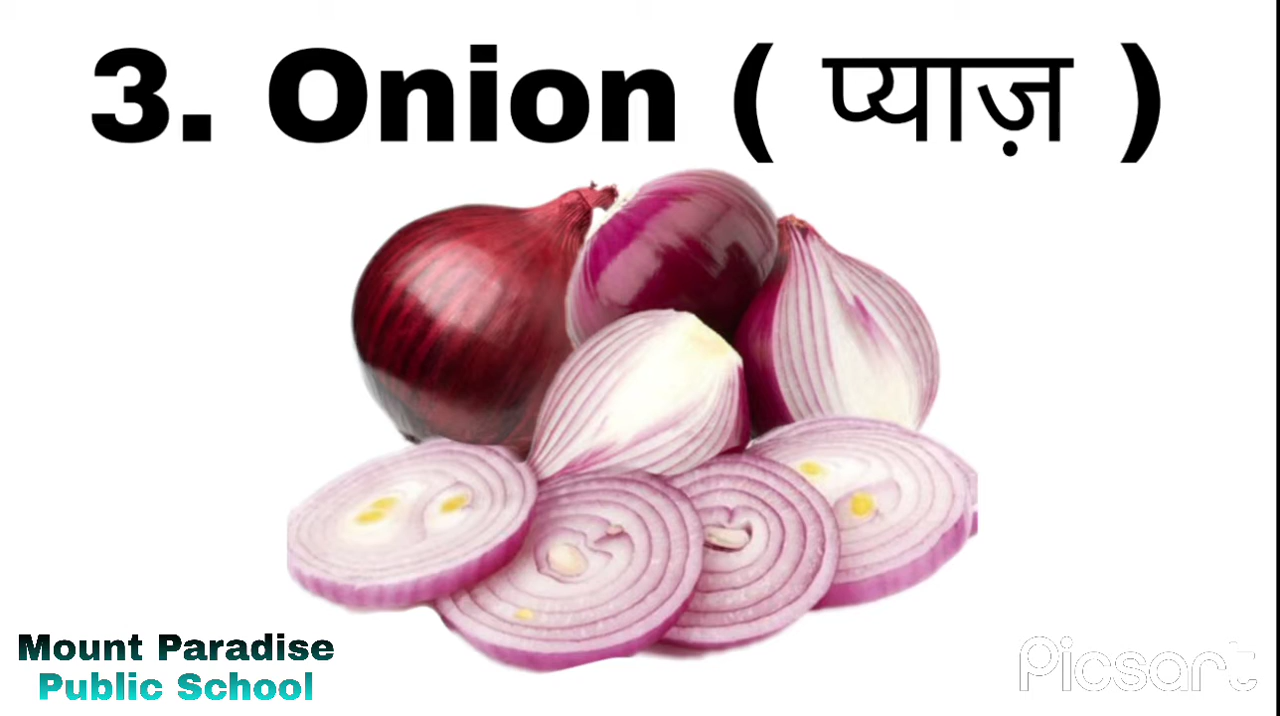 3. Onion ( प्याज़ )
Mount Paradise
Public School
Picsart